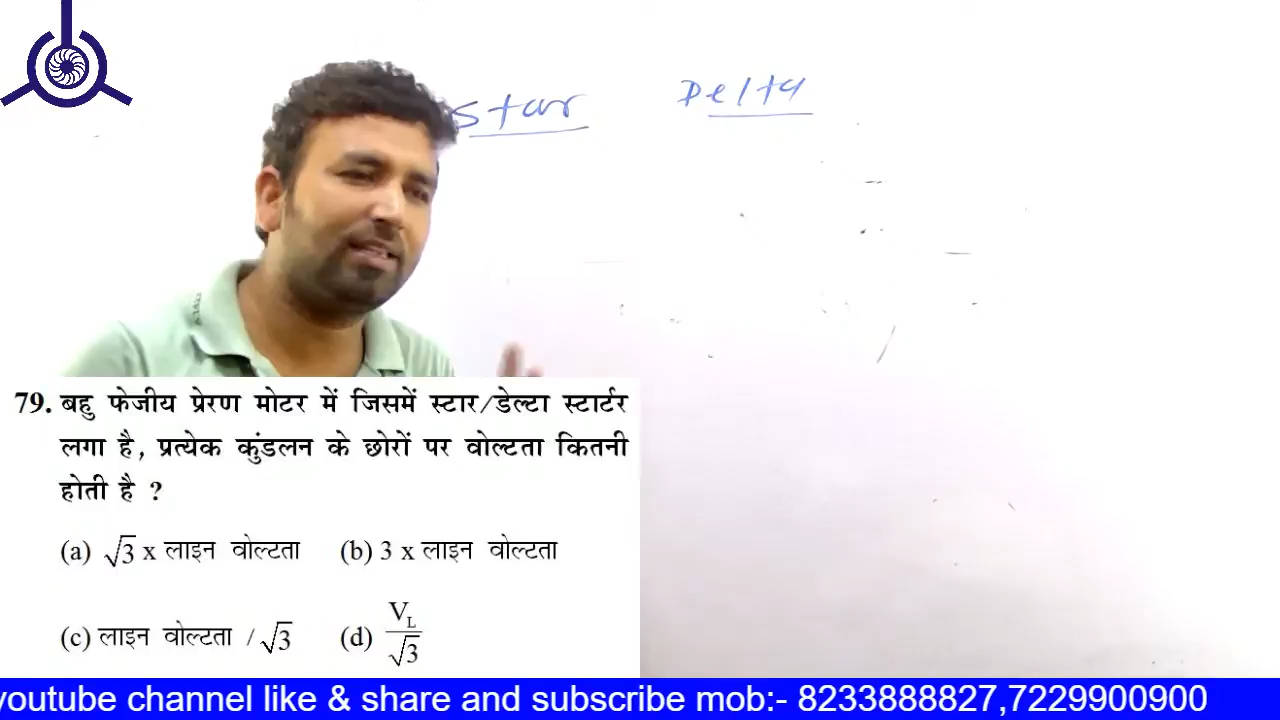 Star Delta
79. बहु फेजीय प्रेरण मोटर में जिसमें स्टार/डेल्टा स्टार्टर
लगा है, प्रत्येक कुंडलन के छोरों पर वोल्टता कितनी
होती है ?
(a) √3 x लाइन वोल्टता (b) 3 x लाइन वोल्टता
(c) लाइन वोल्टता / √3 (d) V_L/√3
youtube channel like & share and subscribe mob:- 8233888827,7229900900